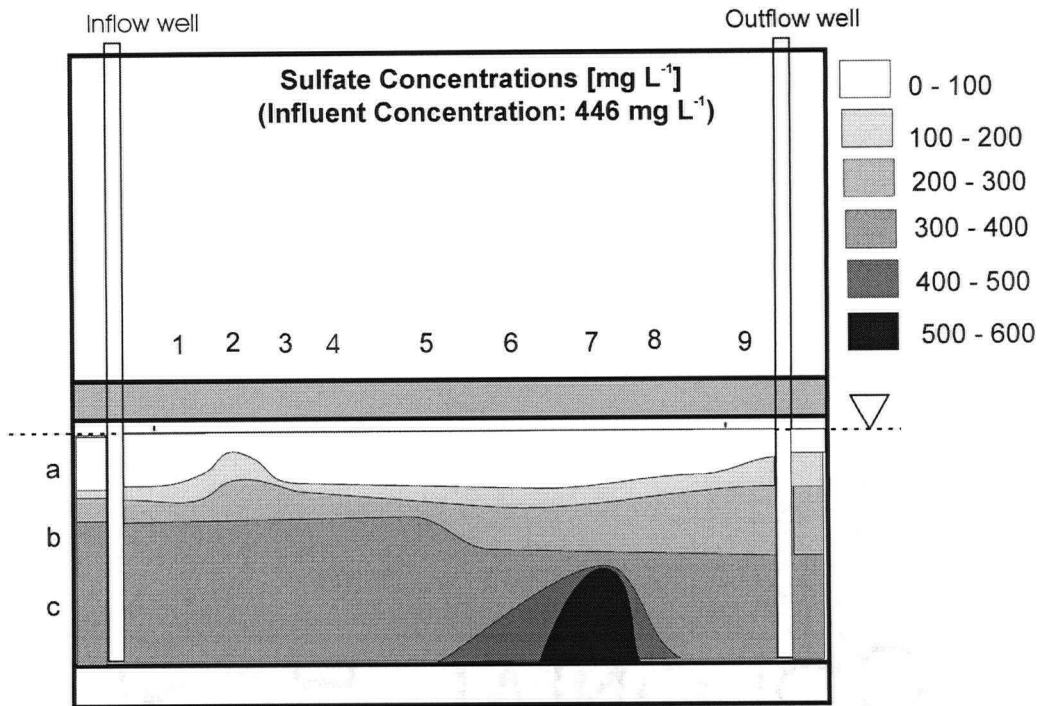 Inflow well
Outflow well
Sulfate Concentrations [mg L⁻¹]
(Influent Concentration: 446 mg L⁻¹)
0 - 100
100 - 200
200 - 300
300 - 400
400 - 500
500 - 600
1 2 3 4 5 6 7 8 9
a
b
c